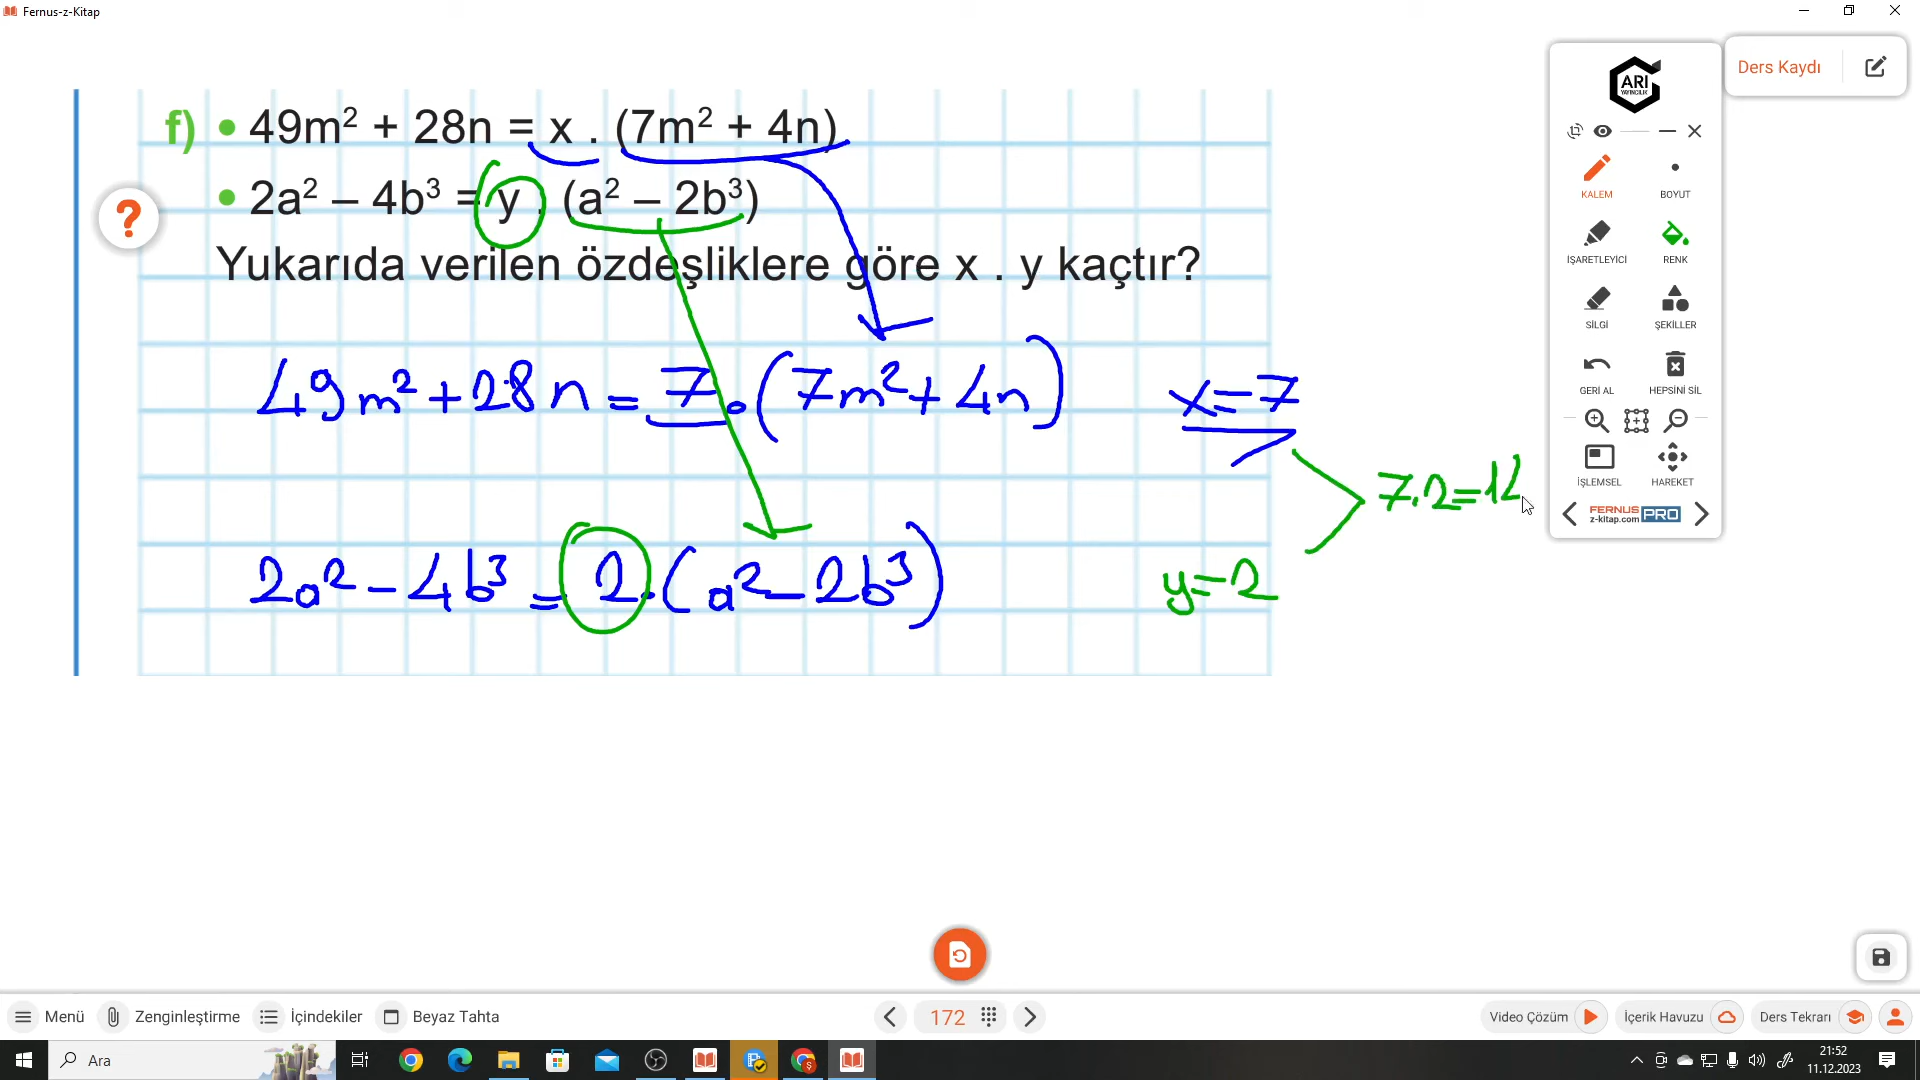 Fernus-z-Kitap
Ders Kaydı
ARI
YAYINCILIK
KALEM
BOYUT
İŞARETLEYİCİ
RENK
SİLGİ
ŞEKİLLER
GERİ AL
HEPSİNİ SİL
İŞLEMSEL
HAREKET
FERNUS
z-kitap.com PRO
f) • 49m² + 28n = x . (7m² + 4n)
• 2a² – 4b³ = y . (a² – 2b³)
Yukarıda verilen özdeşliklere göre x . y kaçtır?
49m²+28n = 7.(7m²+4n)
x=7
7.2=14
2a²-4b³ = 2.(a²-2b³)
y=2
?
Menü
Zenginleştirme
İçindekiler
Beyaz Tahta
172
Video Çözüm
İçerik Havuzu
Ders Tekrarı
Ara
21:52
11.12.2023